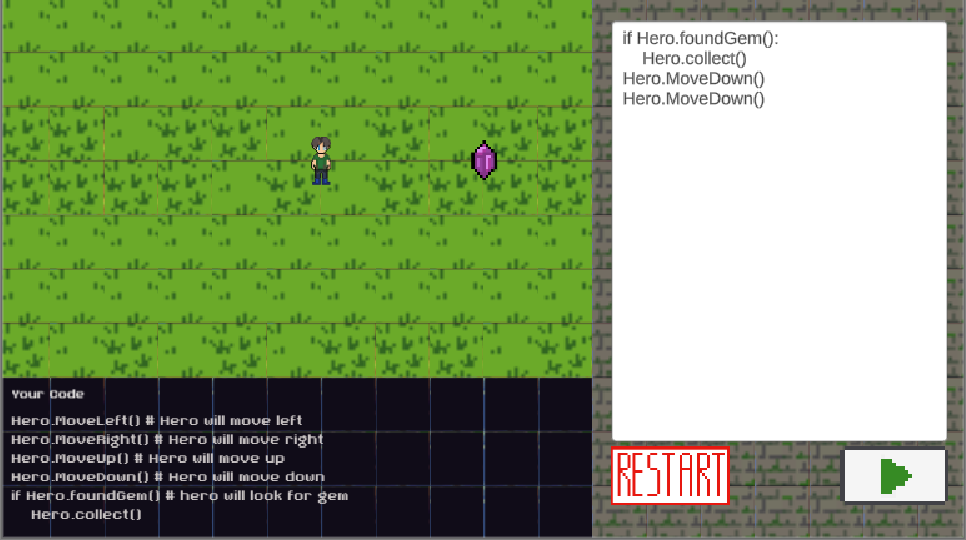 if Hero.foundGem():
    Hero.collect()
Hero.MoveDown()
Hero.MoveDown()
Your Code
Hero.MoveLeft() # Hero will move left
Hero.MoveRight() # Hero will move right
Hero.MoveUp() # Hero will move up
Hero.MoveDown() # Hero will move down
if Hero.foundGem() # hero will look for gem
    Hero.collect()
RESTART